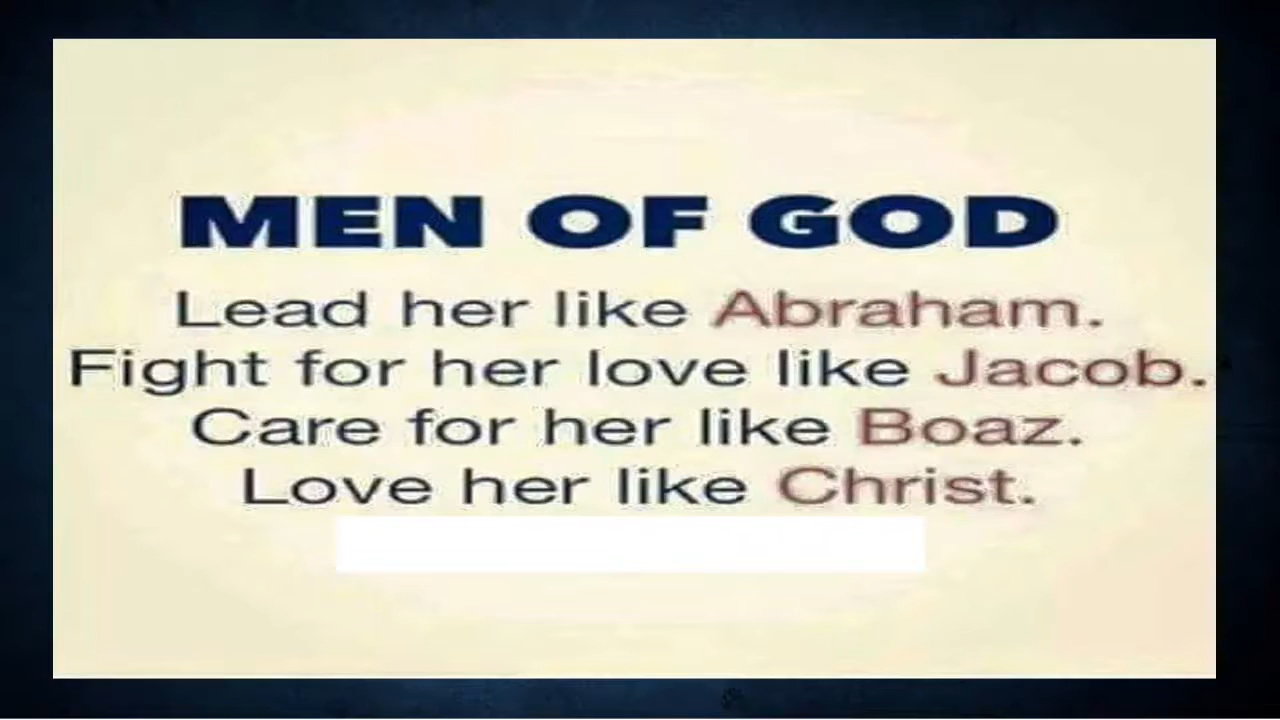 MEN OF GOD
Lead her like Abraham.
Fight for her love like Jacob.
Care for her like Boaz.
Love her like Christ.